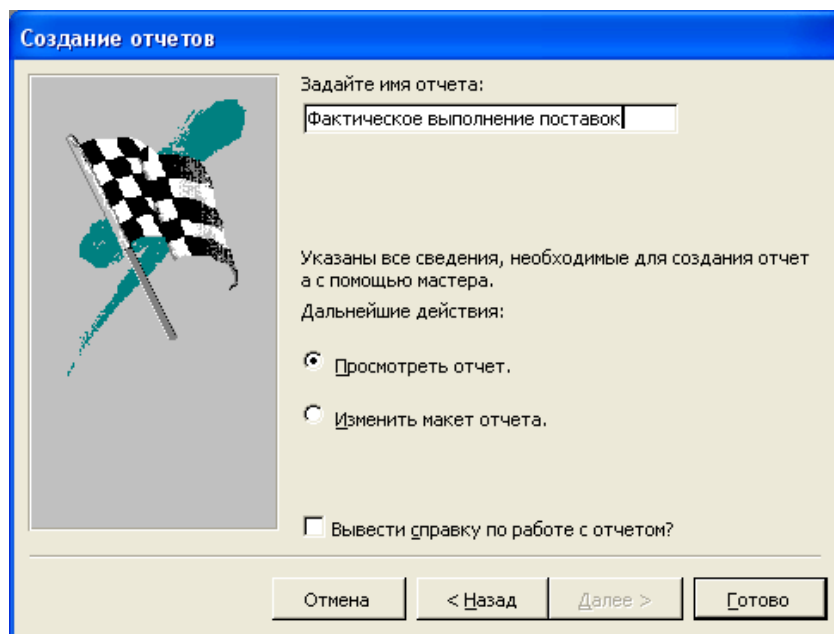 Создание отчетов
Задайте имя отчета:
Фактическое выполнение поставок
Указаны все сведения, необходимые для создания отчет
а с помощью мастера.
Дальнейшие действия:
Просмотреть отчет.
Изменить макет отчета.
Вывести справку по работе с отчетом?
Отмена
< Назад
Далее >
Готово